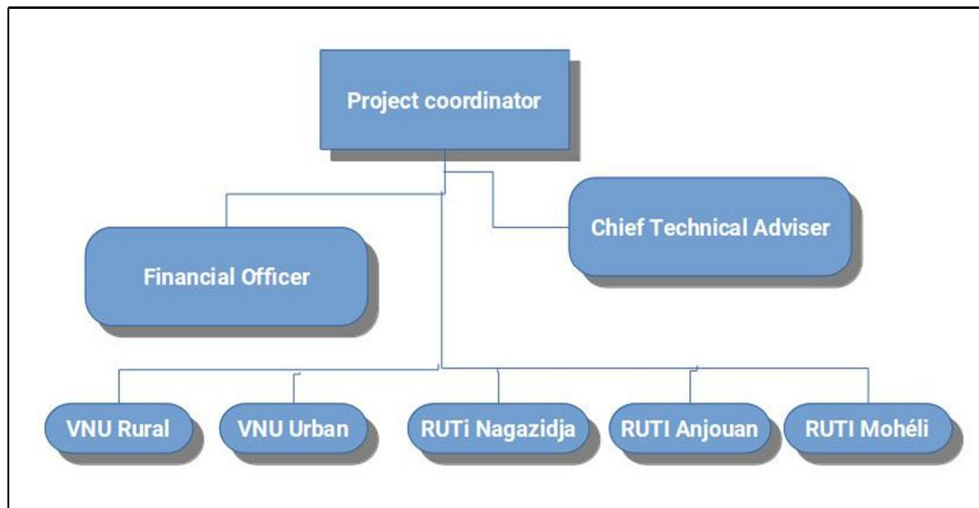 Project coordinator
Chief Technical Adviser
Financial Officer
VNU Rural
VNU Urban
RUTi Nagazidja
RUTI Anjouan
RUTI Mohéli